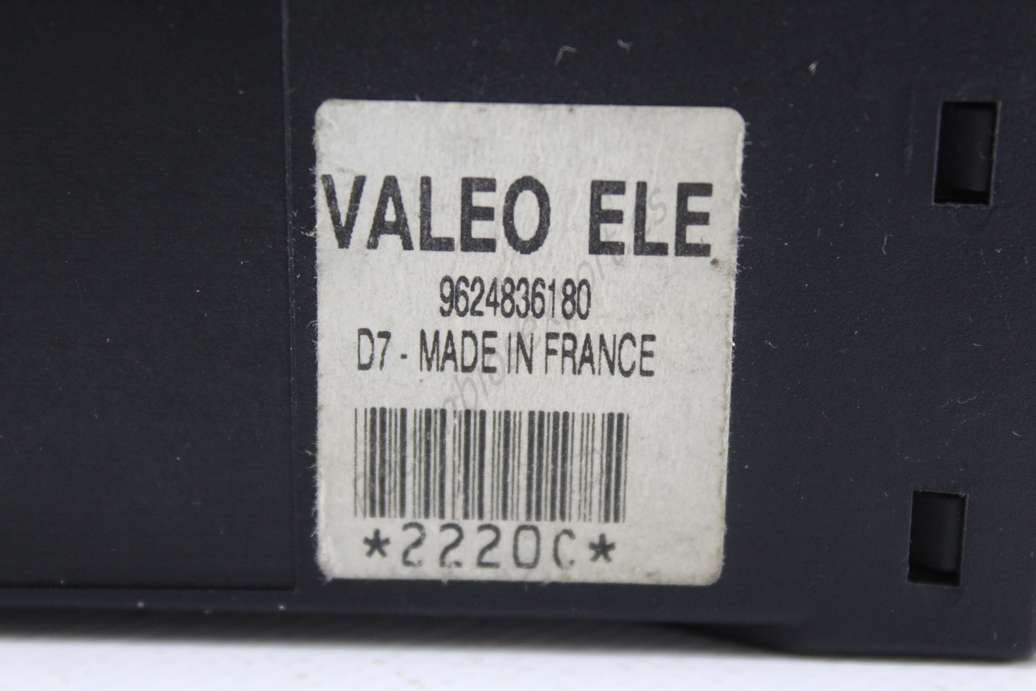 VALEO ELE
9624836180
D7 - MADE IN FRANCE
*2220C*